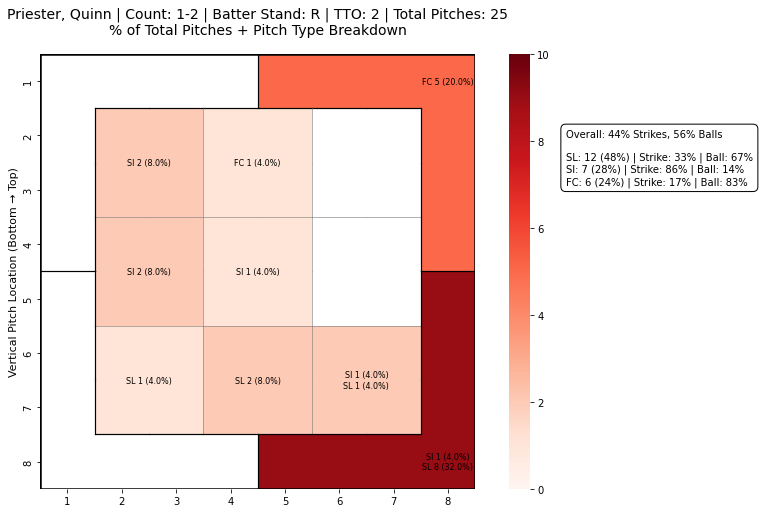 Priester, Quinn | Count: 1-2 | Batter Stand: R | TTO: 2 | Total Pitches: 25
% of Total Pitches + Pitch Type Breakdown
Vertical Pitch Location (Bottom → Top)
1
2
3
4
5
6
7
8
FC 5 (20.0%)
SI 2 (8.0%)
FC 1 (4.0%)
SI 2 (8.0%)
SI 1 (4.0%)
SL 1 (4.0%)
SL 2 (8.0%)
SI 1 (4.0%)
SL 1 (4.0%)
SI 1 (4.0%)
SL 8 (32.0%)
1
2
3
4
5
6
7
8
10
8
6
4
2
0
Overall: 44% Strikes, 56% Balls
SL: 12 (48%) | Strike: 33% | Ball: 67%
SI: 7 (28%) | Strike: 86% | Ball: 14%
FC: 6 (24%) | Strike: 17% | Ball: 83%